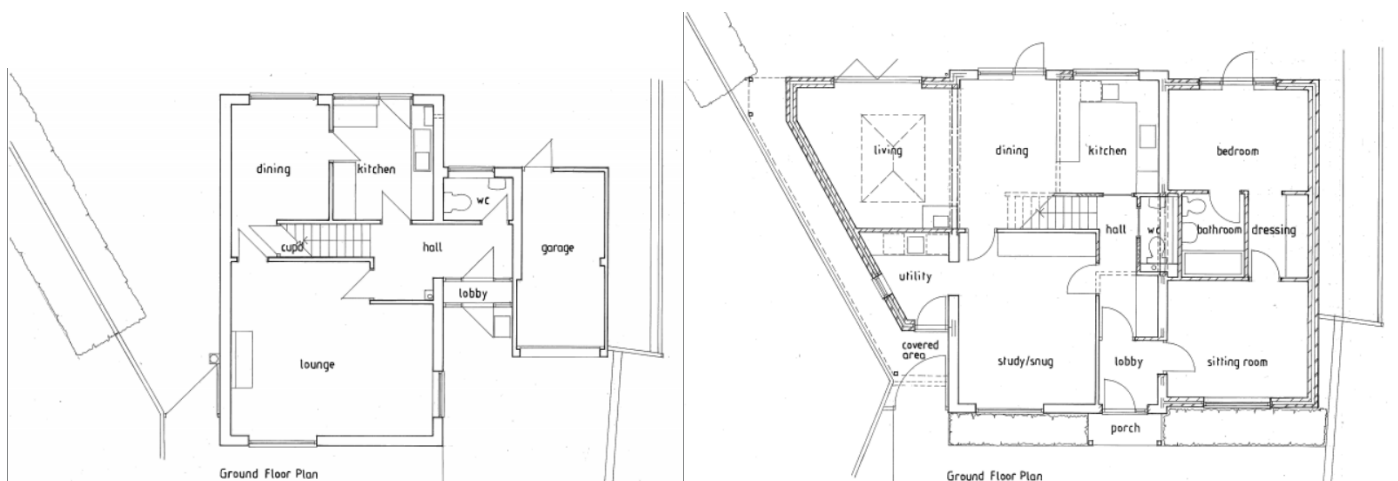 dining
kitchen
wc
cupd
hall
garage
lobby
lounge
Ground Floor Plan
living
dining
kitchen
bedroom
hall
wc
bathroom
dressing
utility
covered
area
study/snug
lobby
sitting room
porch
Ground Floor Plan